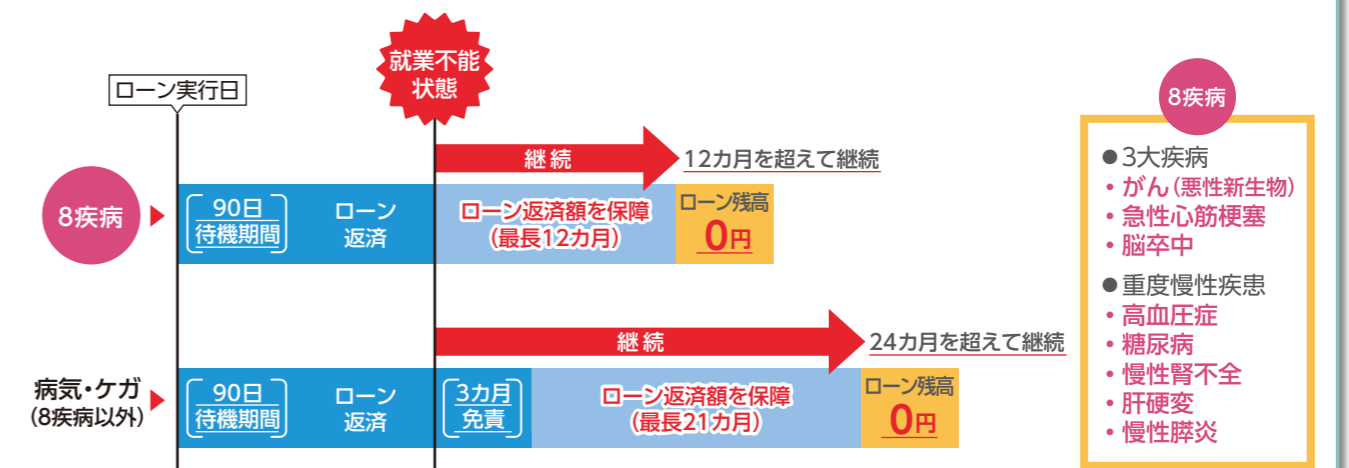 就業不能
状態
ローン実行日
継続
12カ月を超えて継続
8疾病
90日
待機期間
ローン
返済
ローン返済額を保障
(最長12カ月)
ローン残高
0円
継続
24カ月を超えて継続
病気・ケガ
(8疾病以外)
90日
待機期間
ローン
返済
3カ月
免責
ローン返済額を保障
(最長21カ月)
ローン残高
0円
8疾病
●3大疾病
・がん(悪性新生物)
・急性心筋梗塞
・脳卒中
●重度慢性疾患
・高血圧症
・糖尿病
・慢性腎不全
・肝硬変
・慢性膵炎